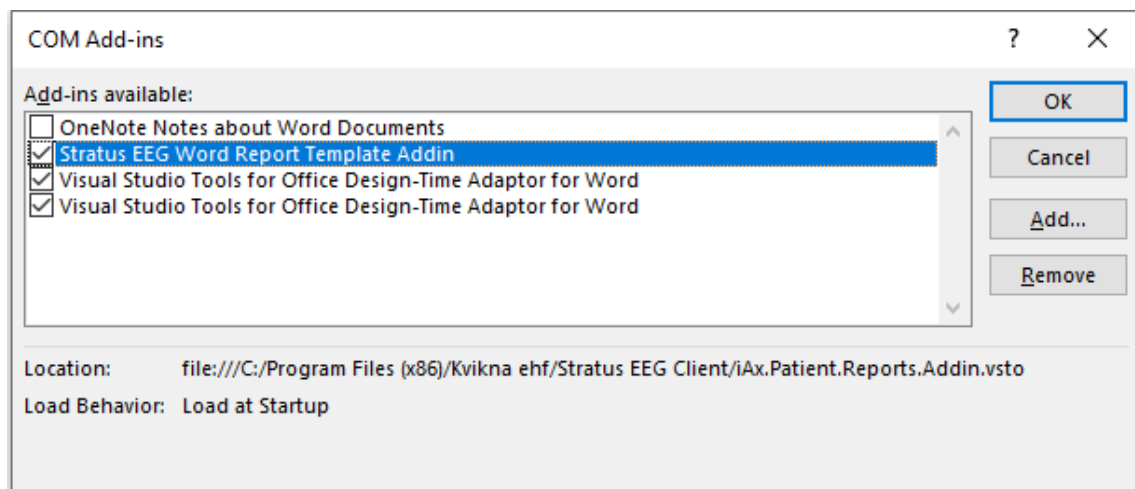 COM Add-ins
?
Add-ins available:
OneNote Notes about Word Documents
Stratus EEG Word Report Template Addin
Visual Studio Tools for Office Design-Time Adaptor for Word
Visual Studio Tools for Office Design-Time Adaptor for Word
OK
Cancel
Add...
Remove
Location: file:///C:/Program Files (x86)/Kvikna ehf/Stratus EEG Client/iAx.Patient.Reports.Addin.vsto
Load Behavior: Load at Startup